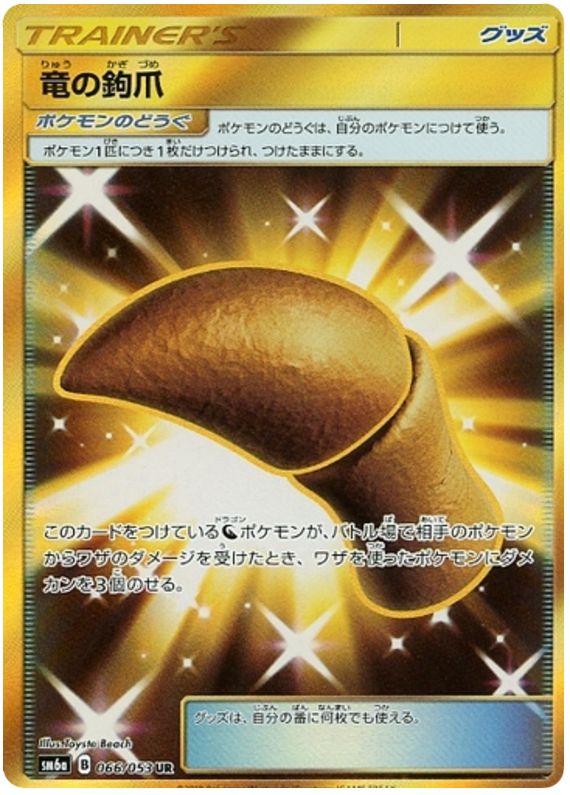 TRAINER'S
グッズ
竜の鉤爪
りゅう かぎ づめ
ポケモンのどうぐ
ポケモンのどうぐは、自分のポケモンにつけて使う。
ポケモン1匹につき1枚だけつけられ、つけたままにする。
このカードをつけているポケモンが、バトル場で相手のポケモン
からワザのダメージを受けたとき、ワザを使ったポケモンにダメ
カンを3個のせる。
グッズは、自分の番に何枚でも使える。
Illus.Toyste Beach
sm6a B 066/053 UR